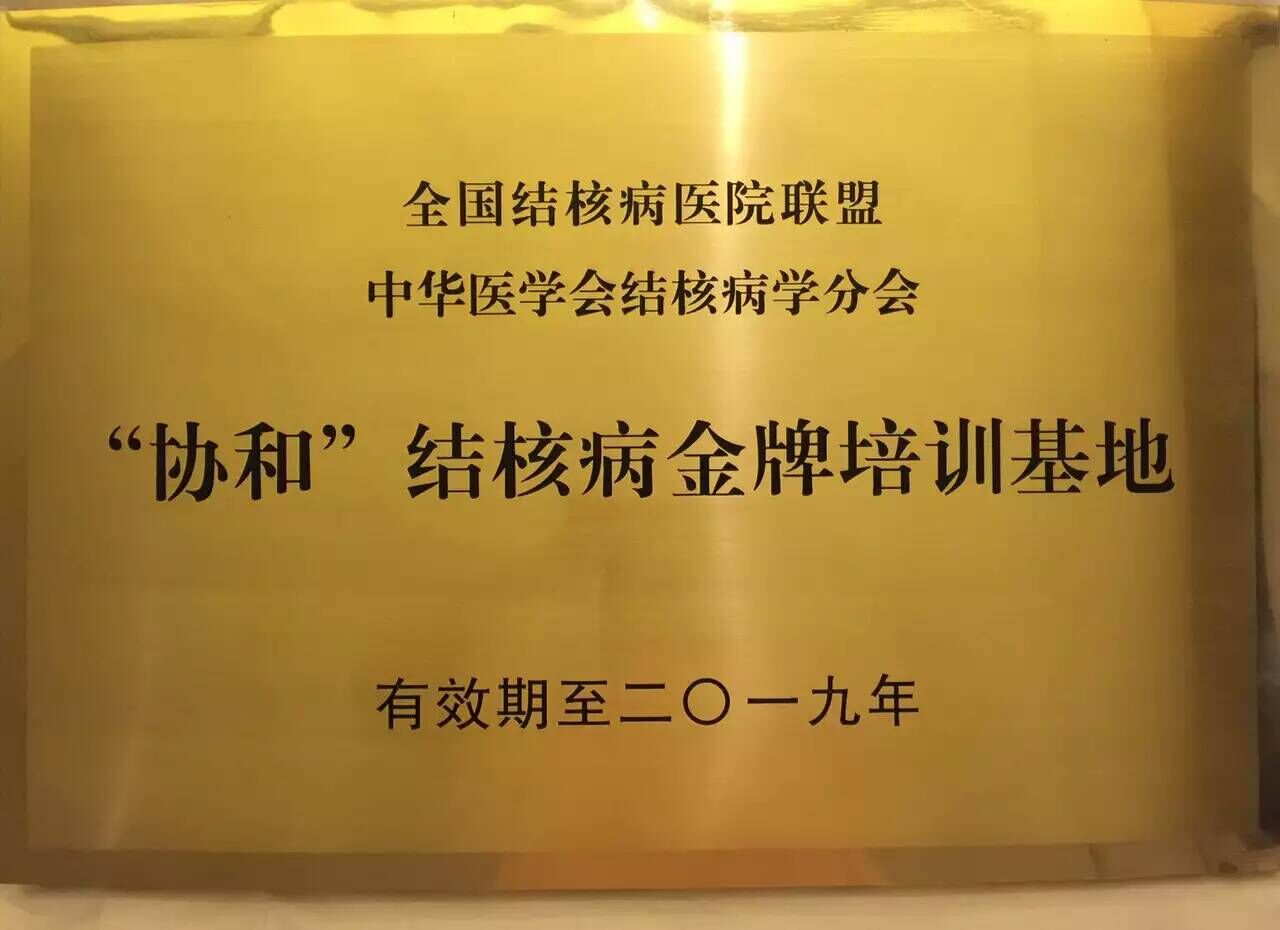 全国结核病医院联盟
中华医学会结核病学分会
“协和”结核病金牌培训基地
有效期至二〇一九年